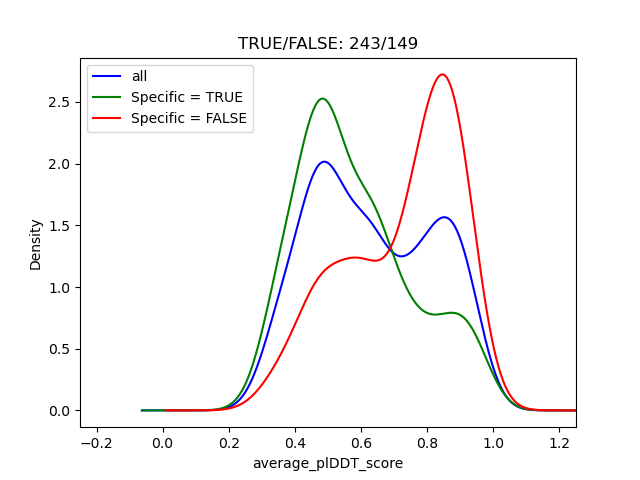 TRUE/FALSE: 243/149
all
Specific = TRUE
Specific = FALSE
Density
2.5
2.0
1.5
1.0
0.5
0.0
−0.2 0.0 0.2 0.4 0.6 0.8 1.0 1.2
average_plDDT_score